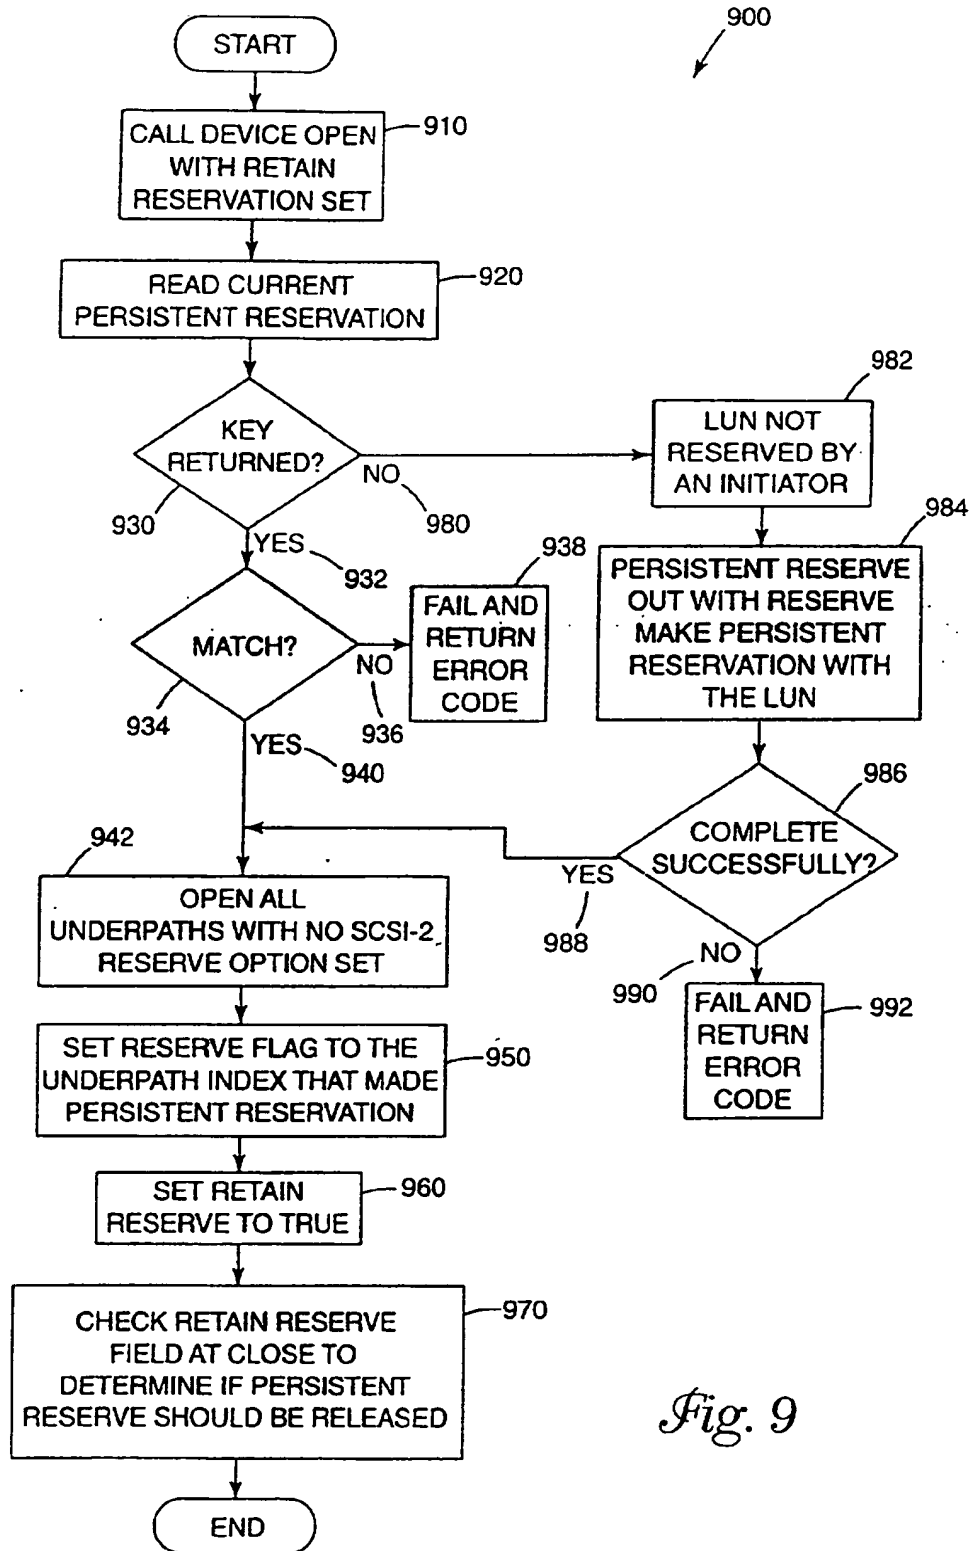 900
START
CALL DEVICE OPEN
WITH RETAIN
RESERVATION SET
910
READ CURRENT
PERSISTENT RESERVATION
920
KEY
RETURNED?
930
NO
980
YES
932
LUN NOT
RESERVED BY
AN INITIATOR
982
PERSISTENT RESERVE
OUT WITH RESERVE
MAKE PERSISTENT
RESERVATION WITH
THE LUN
984
MATCH?
934
NO
936
FAIL AND
RETURN
ERROR
CODE
938
YES
940
COMPLETE
SUCCESSFULLY?
986
YES
988
NO
990
FAIL AND
RETURN
ERROR
CODE
992
942
OPEN ALL
UNDERPATHS WITH NO SCSI-2
RESERVE OPTION SET
SET RESERVE FLAG TO THE
UNDERPATH INDEX THAT MADE
PERSISTENT RESERVATION
950
SET RETAIN
RESERVE TO TRUE
960
CHECK RETAIN RESERVE
FIELD AT CLOSE TO
DETERMINE IF PERSISTENT
RESERVE SHOULD BE RELEASED
970
END
Fig. 9